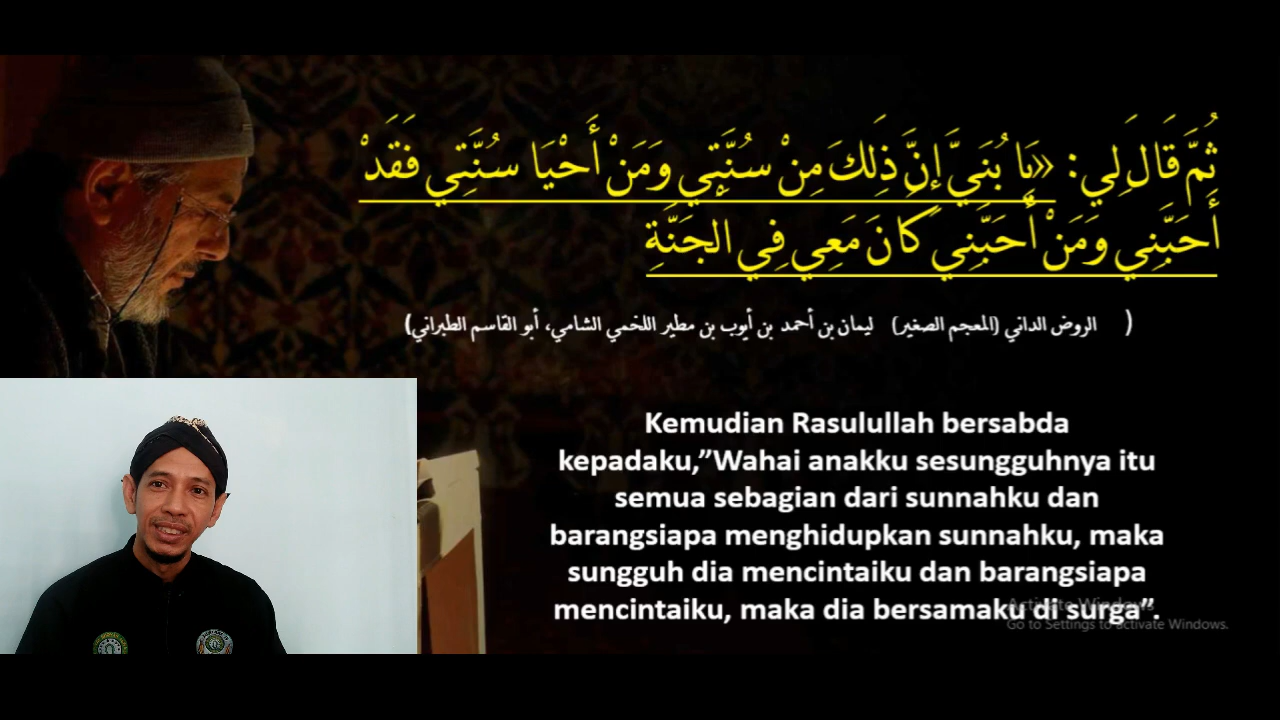 ثُمَّ قَالَ لِي: «يَا بُنَيَّ إِنَّ ذَلِكَ مِنْ سُنَّتِي وَمَنْ أَحْيَا سُنَّتِي فَقَدْ
أَحَبَّنِي وَمَنْ أَحَبَّنِي كَانَ مَعِي فِي الْجَنَّةِ
( الروض الداني (المعجم الصغير) ليمان بن أحمد بن أيوب بن مطير اللخمي الشامي، أبو القاسم الطبراني)
Kemudian Rasulullah bersabda
kepadaku,”Wahai anakku sesungguhnya itu
semua sebagian dari sunnahku dan
barangsiapa menghidupkan sunnahku, maka
sungguh dia mencintaiku dan barangsiapa
mencintaiku, maka dia bersamaku di surga”.
Activate Windows
Go to Settings to activate Windows.